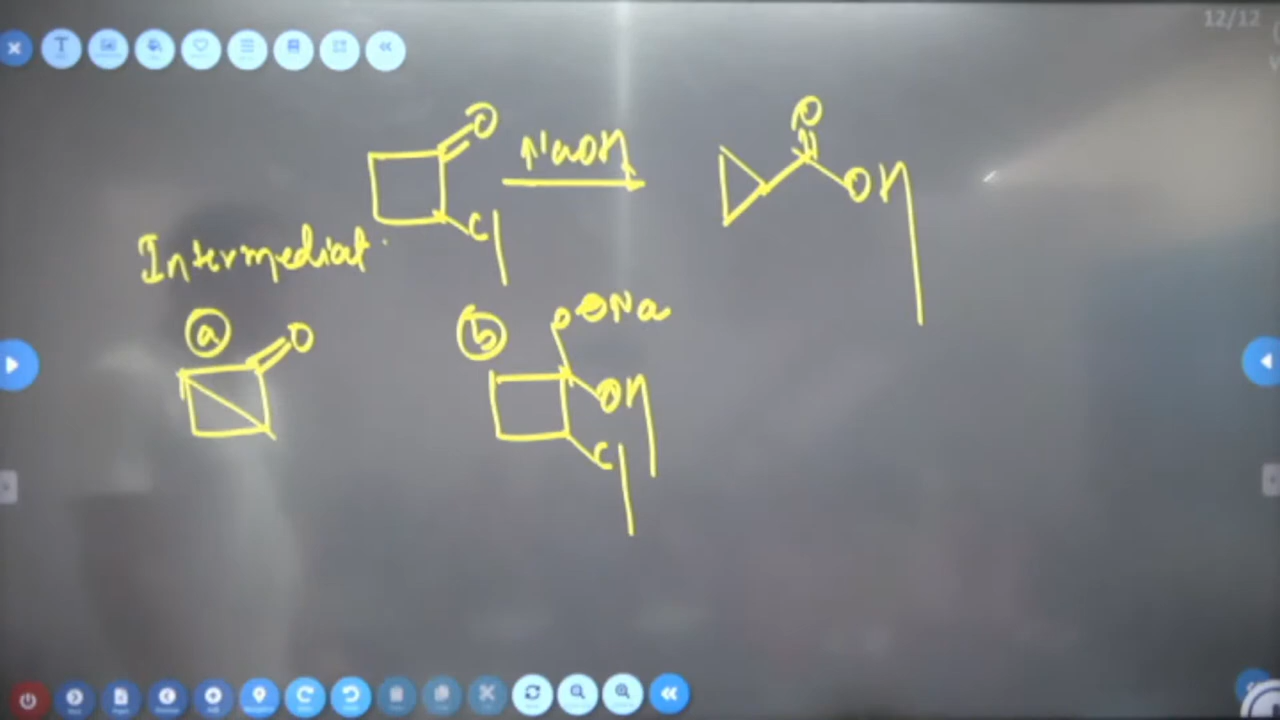 12/12
O
NaOH
O
OH
Cl
Intermediat
a
O
b
O⊖Na
OH
Cl